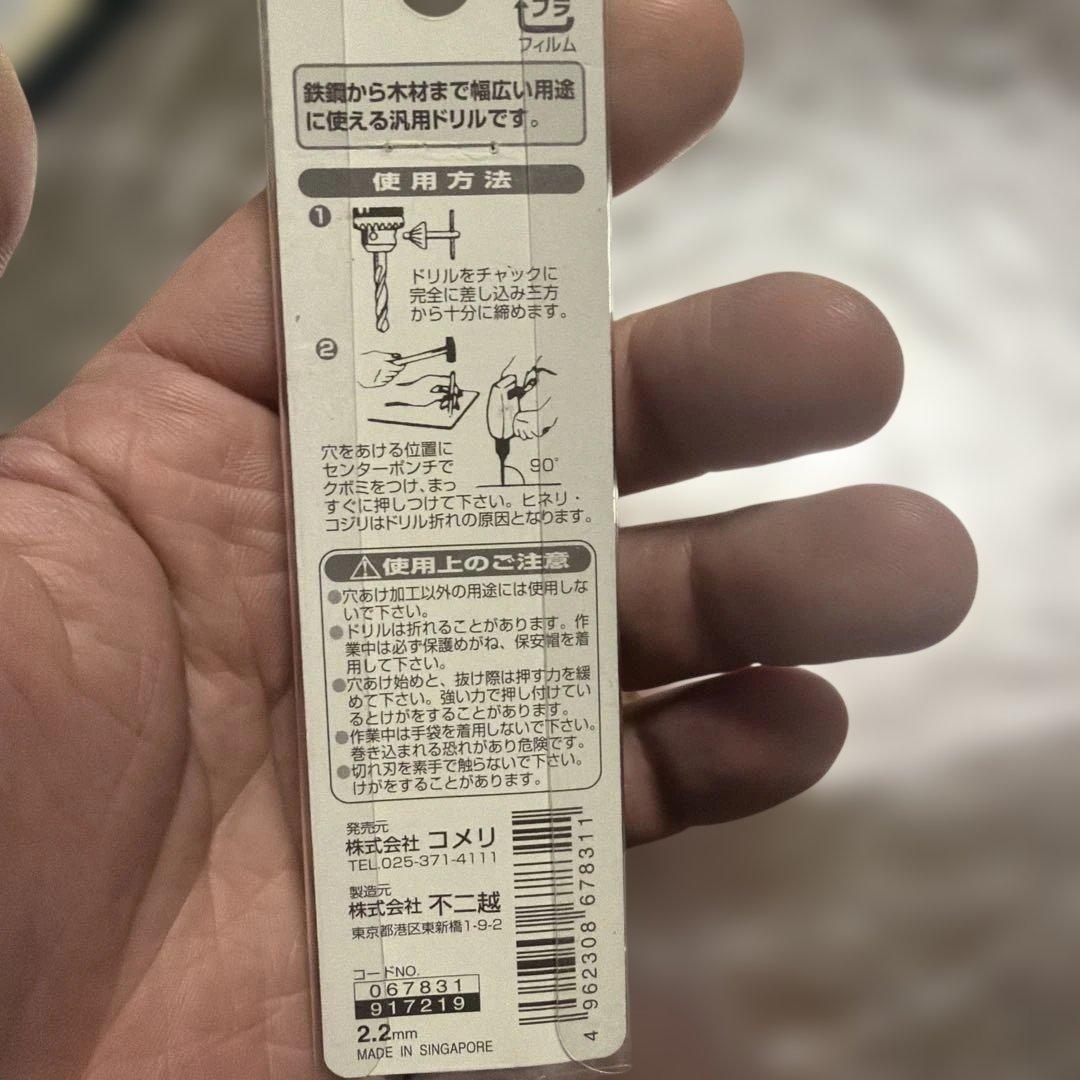 プラ
フィルム
鉄鋼から木材まで幅広い用途
に使える汎用ドリルです。
使用方法
1
ドリルをチャックに
完全に差し込み三方
から十分に締めます。
2
90°
穴をあける位置に
センターポンチで
クボミをつけ、まっ
すぐに押しつけて下さい。ヒネリ・
コジリはドリル折れの原因となります。
⚠使用上のご注意
●穴あけ加工以外の用途には使用しな
いで下さい。
●ドリルは折れることがあります。作
業中は必ず保護めがね、保安帽を着
用して下さい。
●穴あけ始めと、抜け際は押す力を緩
めて下さい。強い力で押し付けてい
るとけがをすることがあります。
●作業中は手袋を着用しないで下さい。
巻き込まれる恐れがあり危険です。
●切れ刃を素手で触らないで下さい。
けがをすることがあります。
発売元
株式会社 コメリ
TEL.025-371-4111
製造元
株式会社 不二越
東京都港区東新橋1-9-2
コードNO.
067831
917219
2.2mm
MADE IN SINGAPORE
4 962308 678311